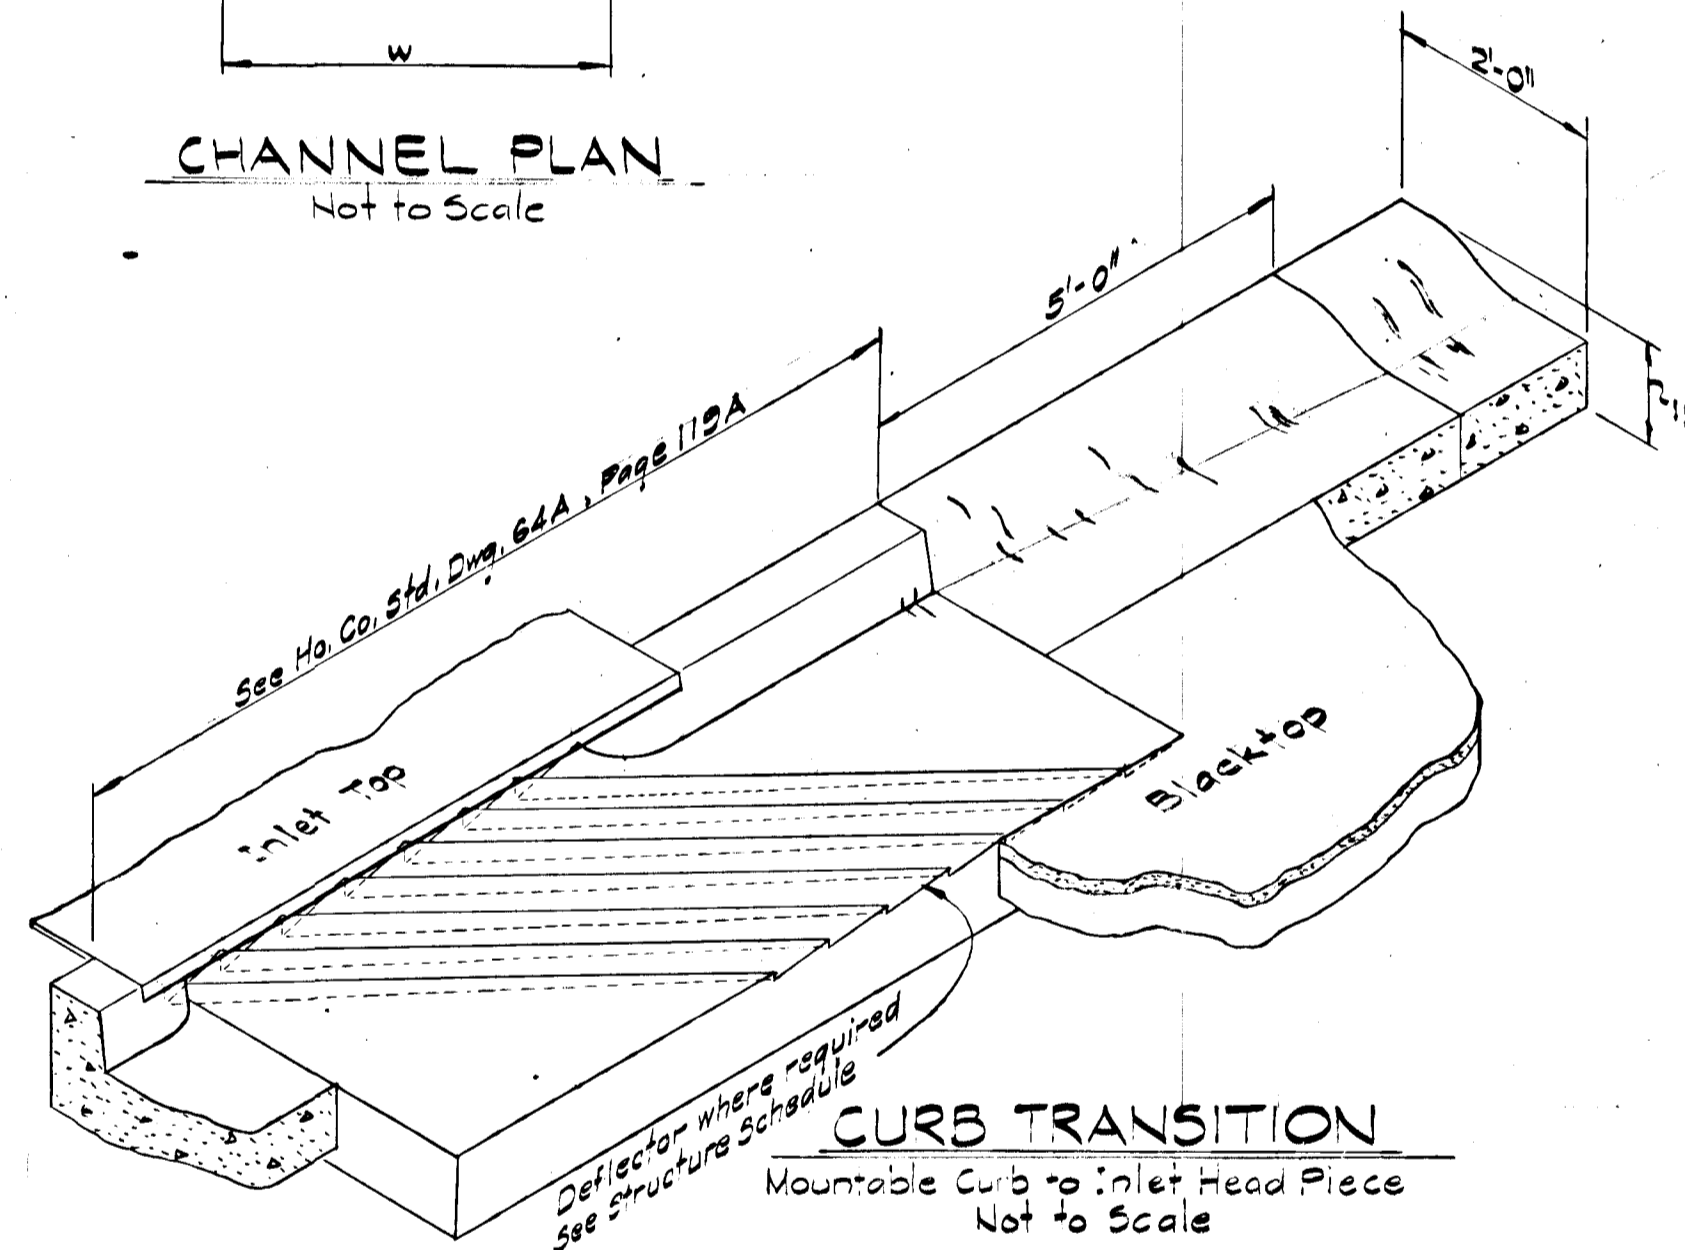 W
CHANNEL PLAN
Not to Scale
2'-0"
5'-0"
See Ho. Co. Std. Dwg. 64A, Page 119A
Inlet Top
Blacktop
Deflector where required
See Structure Schedule
CURB TRANSITION
Mountable Curb to Inlet Head Piece
Not to Scale